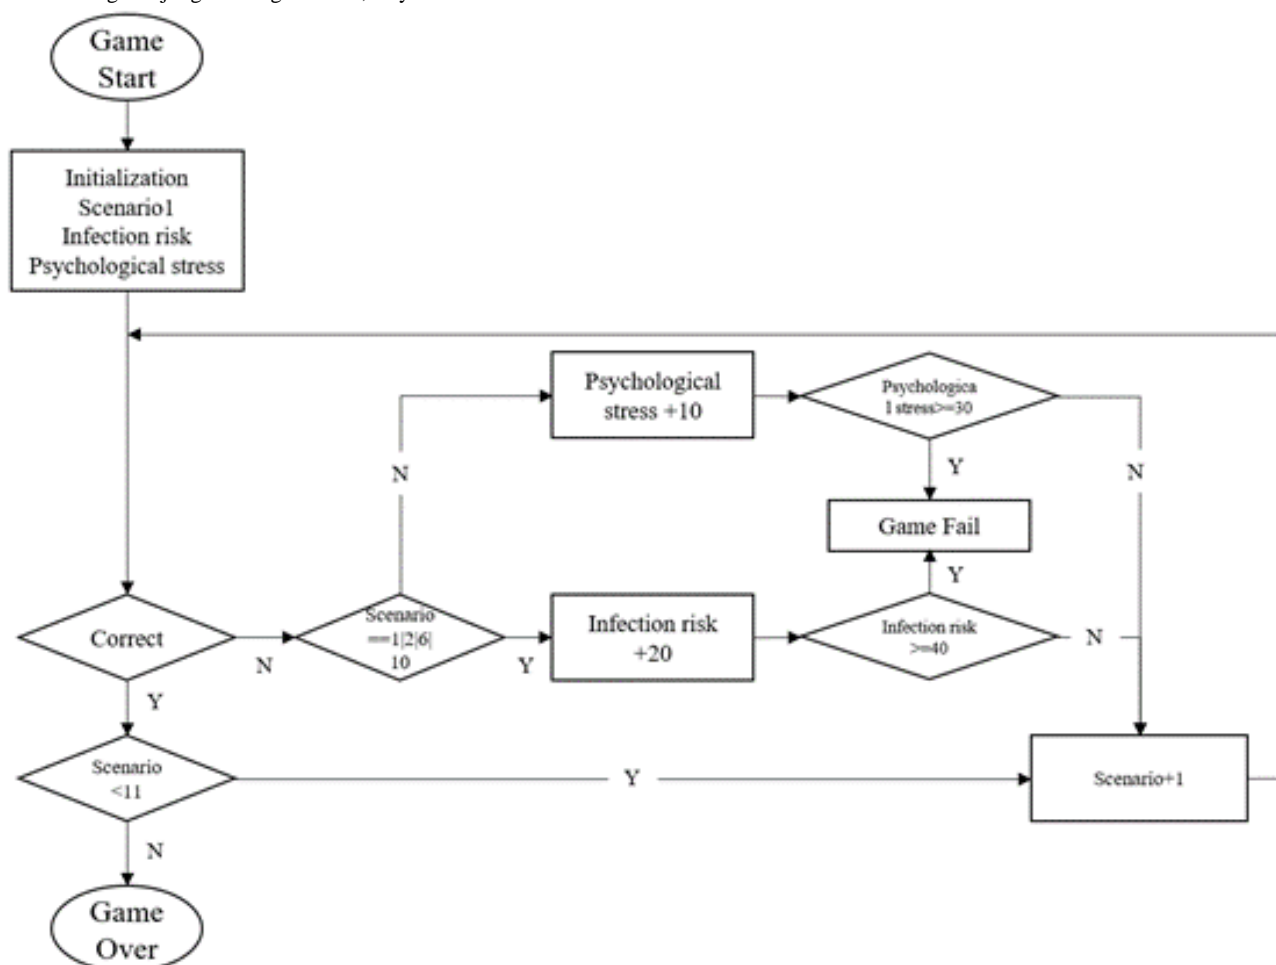 Game
Start
Initialization
Scenario1
Infection risk
Psychological stress
Psychological
stress +10
Psychologica
l stress>=30
N
Y
N
Game Fail
Y
Correct
N
Scenario
==1|2|6|
10
Y
Infection risk
+20
Infection risk
>=40
N
Y
Scenario
<11
Y
Scenario+1
N
Game
Over